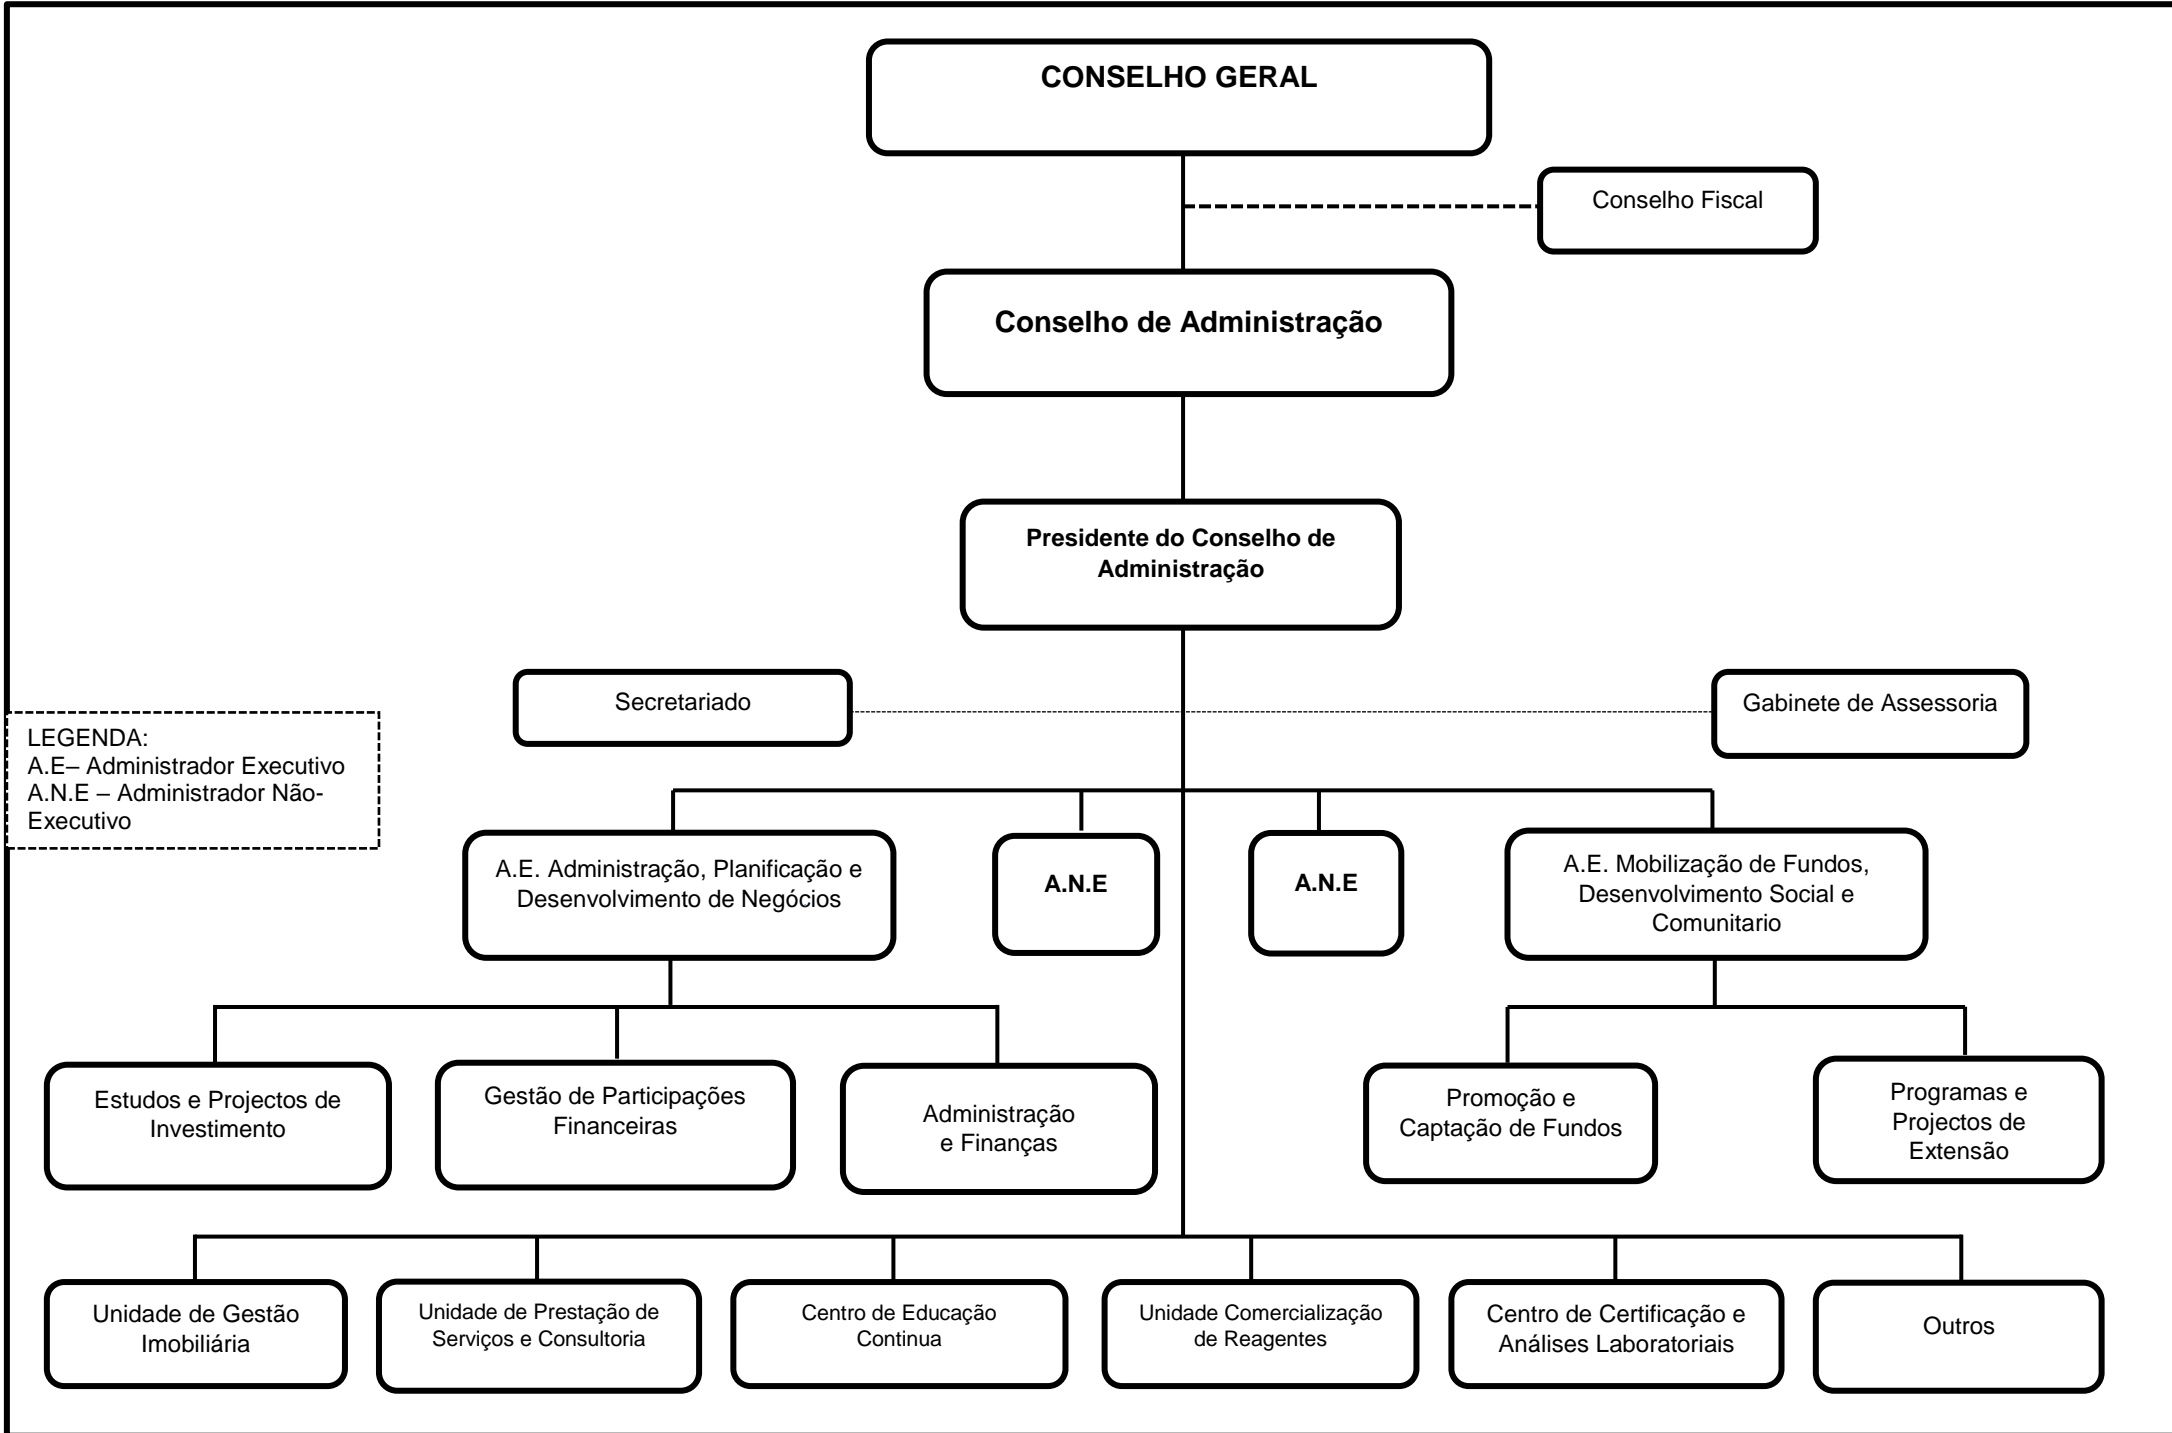 CONSELHO GERAL
Conselho Fiscal
Conselho de Administração
Presidente do Conselho de
Administração
Secretariado
Gabinete de Assessoria
LEGENDA:
A.E– Administrador Executivo
A.N.E – Administrador Não-
Executivo
A.E. Administração, Planificação e
Desenvolvimento de Negócios
A.N.E
A.N.E
A.E. Mobilização de Fundos,
Desenvolvimento Social e
Comunitario
Estudos e Projectos de
Investimento
Gestão de Participações
Financeiras
Administração
e Finanças
Promoção e
Captação de Fundos
Programas e
Projectos de
Extensão
Unidade de Gestão
Imobiliária
Unidade de Prestação de
Serviços e Consultoria
Centro de Educação
Continua
Unidade Comercialização
de Reagentes
Centro de Certificação e
Análises Laboratoriais
Outros